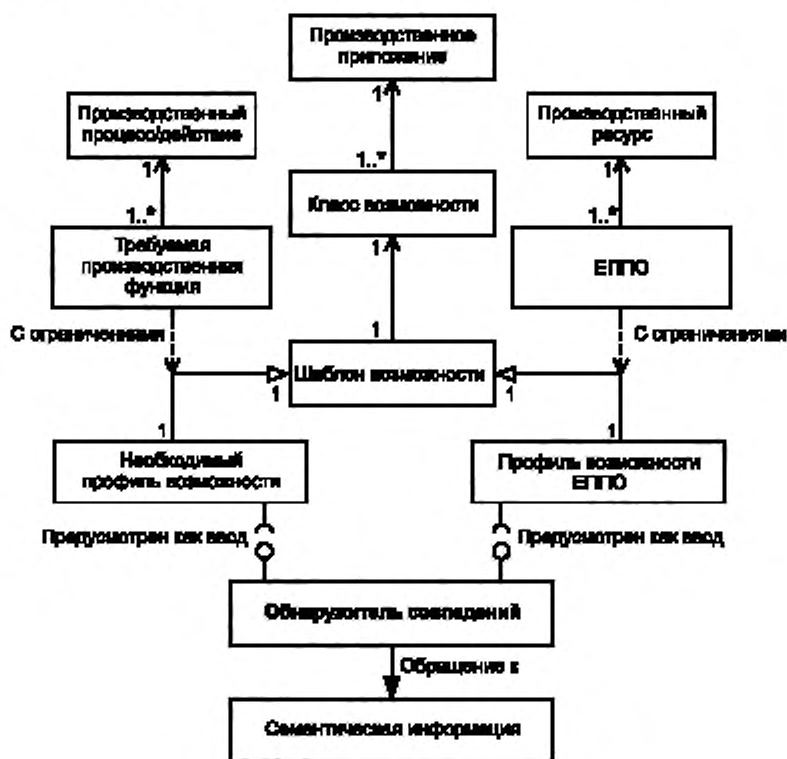 Производственное
приложение
1
1..*
Производственный
процесс/действие
1
1..*
Производственный
ресурс
1
1..*
Класс возможности
1
1
Требуемая
производственная
функция
ЕППО
С ограничениями
С ограничениями
Шаблон возможности
1
1
1
1
Необходимый
профиль возможности
Профиль возможности
ЕППО
Предусмотрен как ввод
Предусмотрен как ввод
Обнаружитель совпадений
Обращение к
Семантическая информация